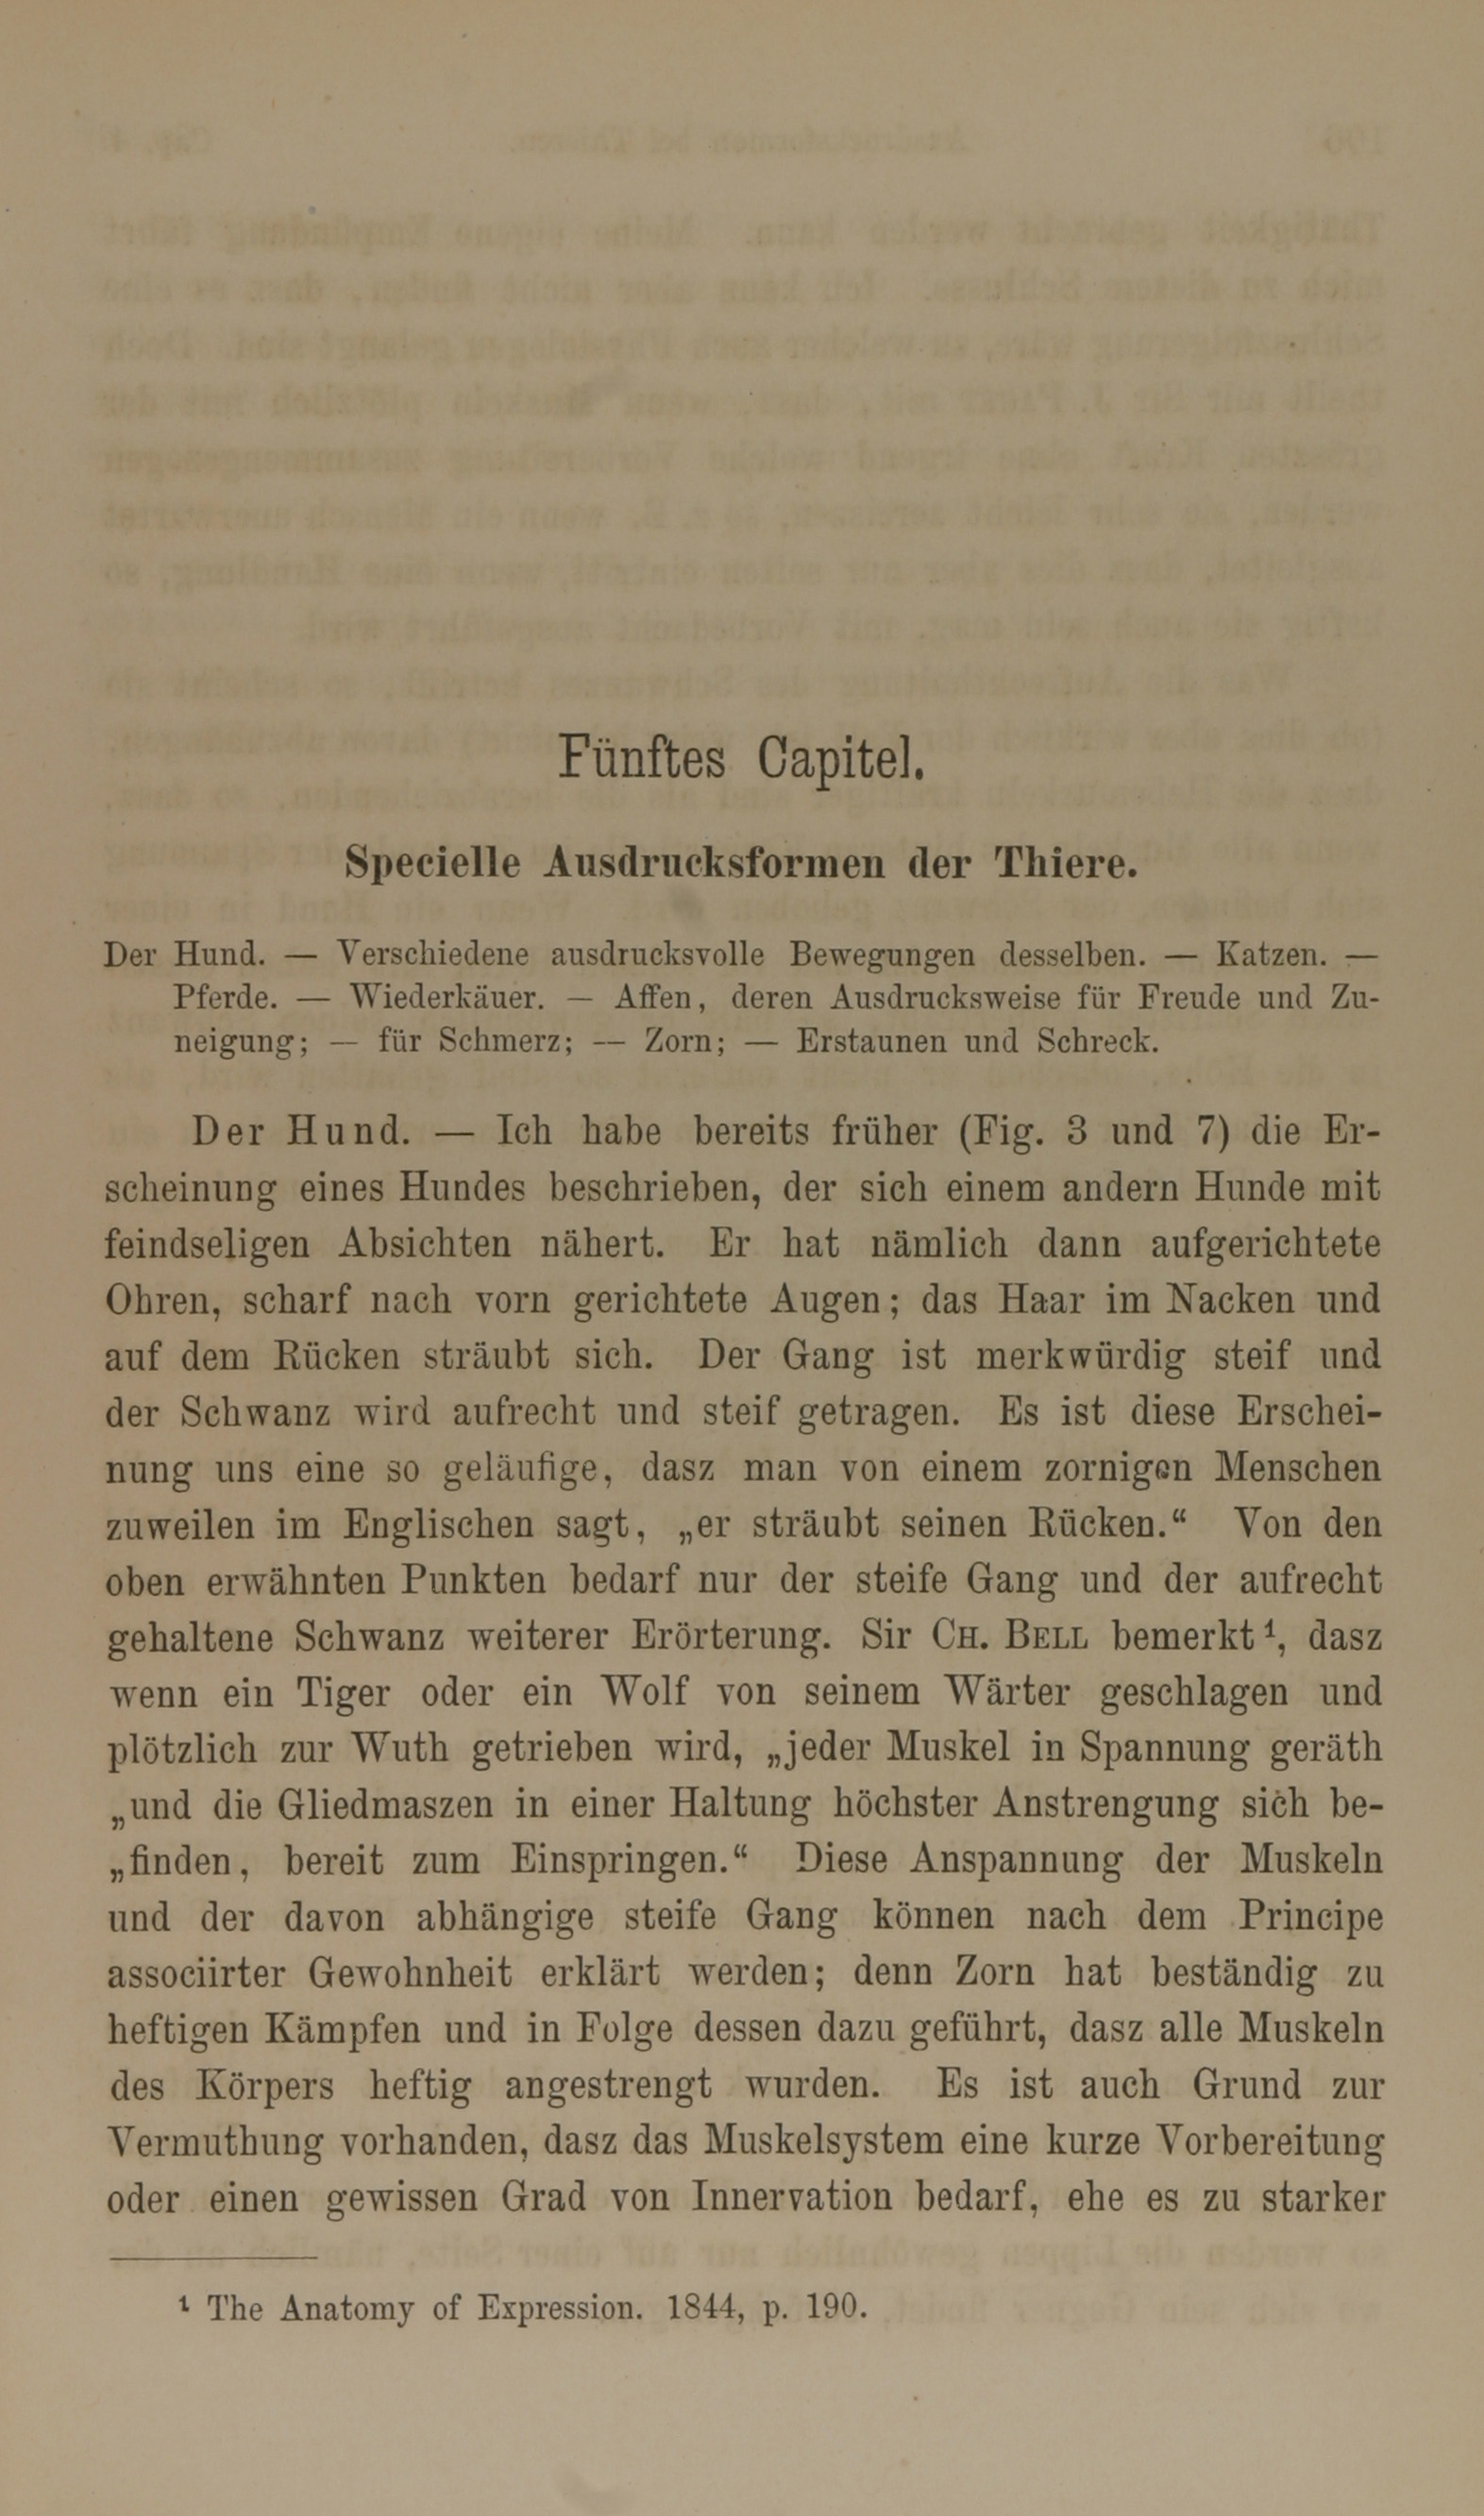 Fünftes Capitel.
Specielle Ausdrucksformen der Thiere.
Der Hund. — Verschiedene ausdrucksvolle Bewegungen desselben. — Katzen. —
Pferde. — Wiederkäuer. — Affen, deren Ausdrucksweise für Freude und Zu-
neigung; — für Schmerz; — Zorn; — Erstaunen und Schreck.
Der Hund. — Ich habe bereits früher (Fig. 3 und 7) die Er-
scheinung eines Hundes beschrieben, der sich einem andern Hunde mit
feindseligen Absichten nähert. Er hat nämlich dann aufgerichtete
Ohren, scharf nach vorn gerichtete Augen; das Haar im Nacken und
auf dem Rücken sträubt sich. Der Gang ist merkwürdig steif und
der Schwanz wird aufrecht und steif getragen. Es ist diese Erschei-
nung uns eine so geläufige, dasz man von einem zornigen Menschen
zuweilen im Englischen sagt, „er sträubt seinen Rücken.“ Von den
oben erwähnten Punkten bedarf nur der steife Gang und der aufrecht
gehaltene Schwanz weiterer Erörterung. Sir CH. BELL bemerkt ¹, dasz
wenn ein Tiger oder ein Wolf von seinem Wärter geschlagen und
plötzlich zur Wuth getrieben wird, „jeder Muskel in Spannung geräth
„und die Gliedmaszen in einer Haltung höchster Anstrengung sich be-
„finden, bereit zum Einspringen.“ Diese Anspannung der Muskeln
und der davon abhängige steife Gang können nach dem Principe
associirter Gewohnheit erklärt werden; denn Zorn hat beständig zu
heftigen Kämpfen und in Folge dessen dazu geführt, dasz alle Muskeln
des Körpers heftig angestrengt wurden. Es ist auch Grund zur
Vermuthung vorhanden, dasz das Muskelsystem eine kurze Vorbereitung
oder einen gewissen Grad von Innervation bedarf, ehe es zu starker
¹ The Anatomy of Expression. 1844, p. 190.